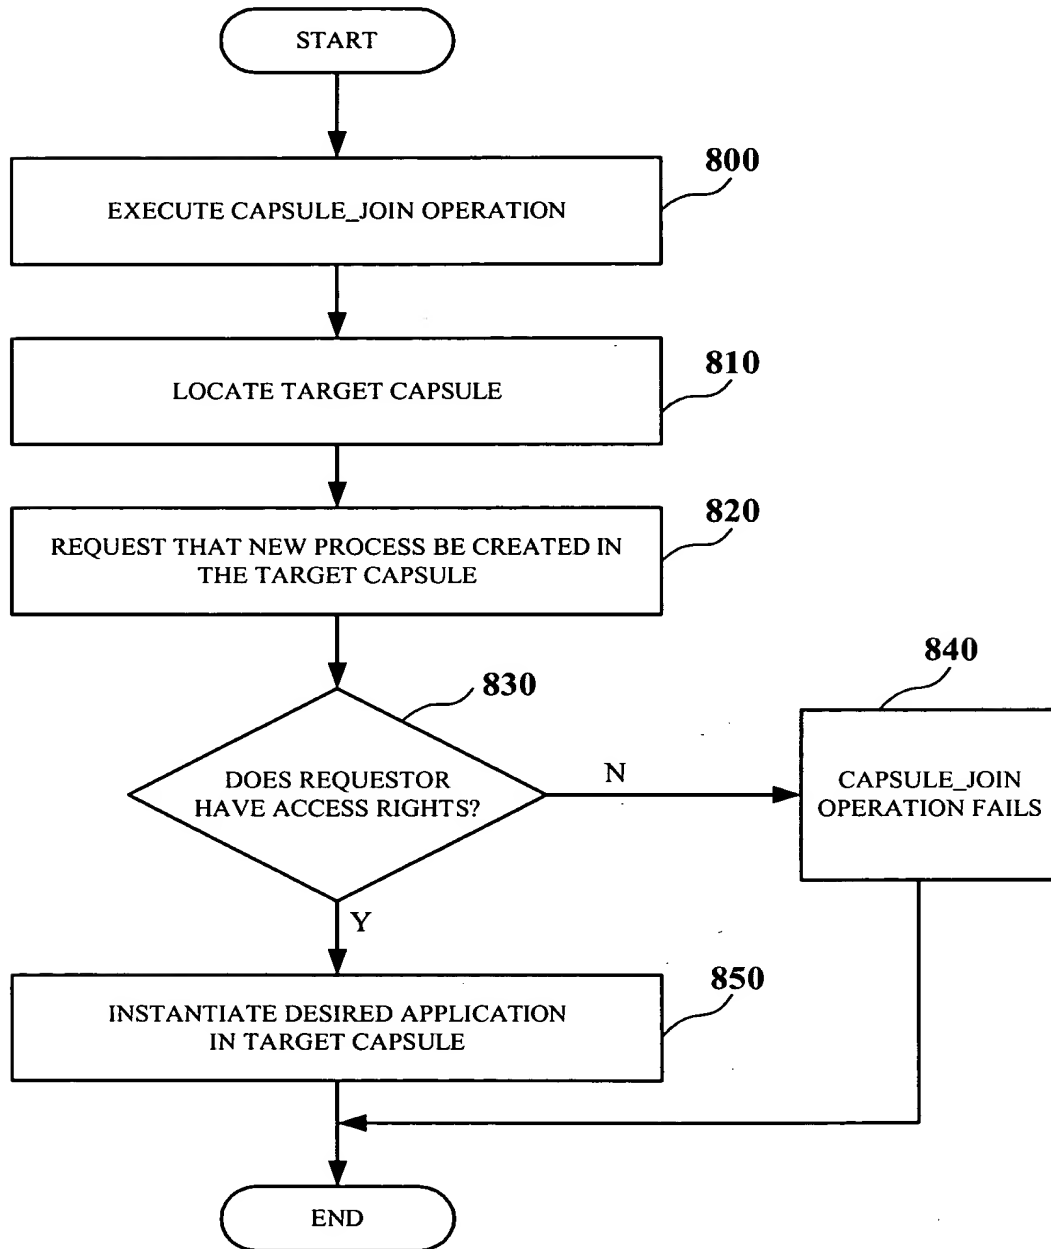 START
800
EXECUTE CAPSULE_JOIN OPERATION
810
LOCATE TARGET CAPSULE
820
REQUEST THAT NEW PROCESS BE CREATED IN
THE TARGET CAPSULE
830
840
DOES REQUESTOR
HAVE ACCESS RIGHTS?
N
CAPSULE_JOIN
OPERATION FAILS
Y
850
INSTANTIATE DESIRED APPLICATION
IN TARGET CAPSULE
END